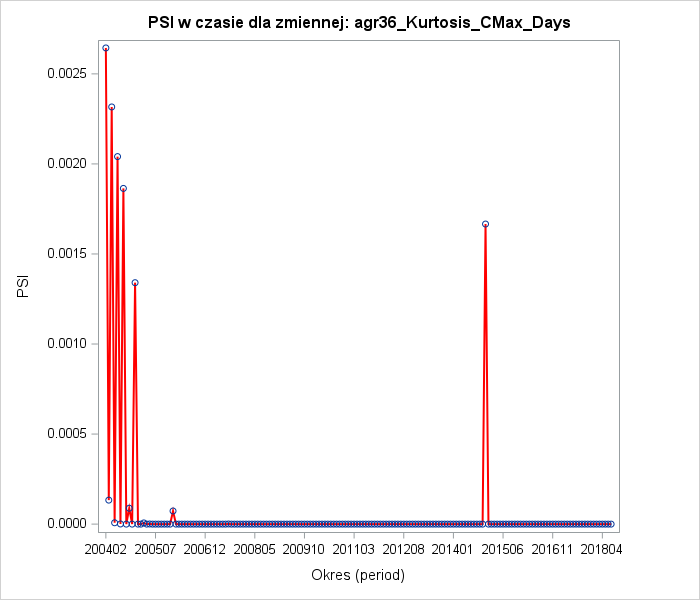 PSI w czasie dla zmiennej: agr36_Kurtosis_CMax_Days
0.0025
0.0020
0.0015
0.0010
0.0005
0.0000
PSI
200402 200507 200612 200805 200910 201103 201208 201401 201506 201611 201804
Okres (period)